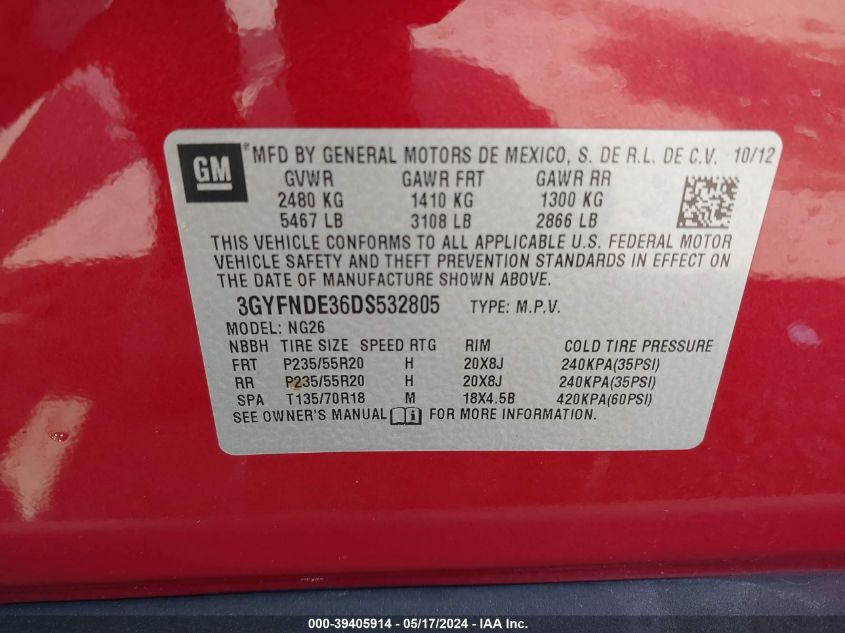 GM ® MFD BY GENERAL MOTORS DE MEXICO, S. DE R.L. DE C.V. 10/12
GVWR GAWR FRT GAWR RR
2480 KG 1410 KG 1300 KG
5467 LB 3108 LB 2866 LB
THIS VEHICLE CONFORMS TO ALL APPLICABLE U.S. FEDERAL MOTOR
VEHICLE SAFETY AND THEFT PREVENTION STANDARDS IN EFFECT ON
THE DATE OF MANUFACTURE SHOWN ABOVE.
3GYFNDE36DS532805 TYPE: M.P.V.
MODEL: NG26
NBBH TIRE SIZE SPEED RTG RIM COLD TIRE PRESSURE
FRT P235/55R20 H 20X8J 240KPA(35PSI)
RR P235/55R20 H 20X8J 240KPA(35PSI)
SPA T135/70R18 M 18X4.5B 420KPA(60PSI)
SEE OWNER'S MANUAL i FOR MORE INFORMATION.
000-39405914 - 05/17/2024 - IAAI, Inc.